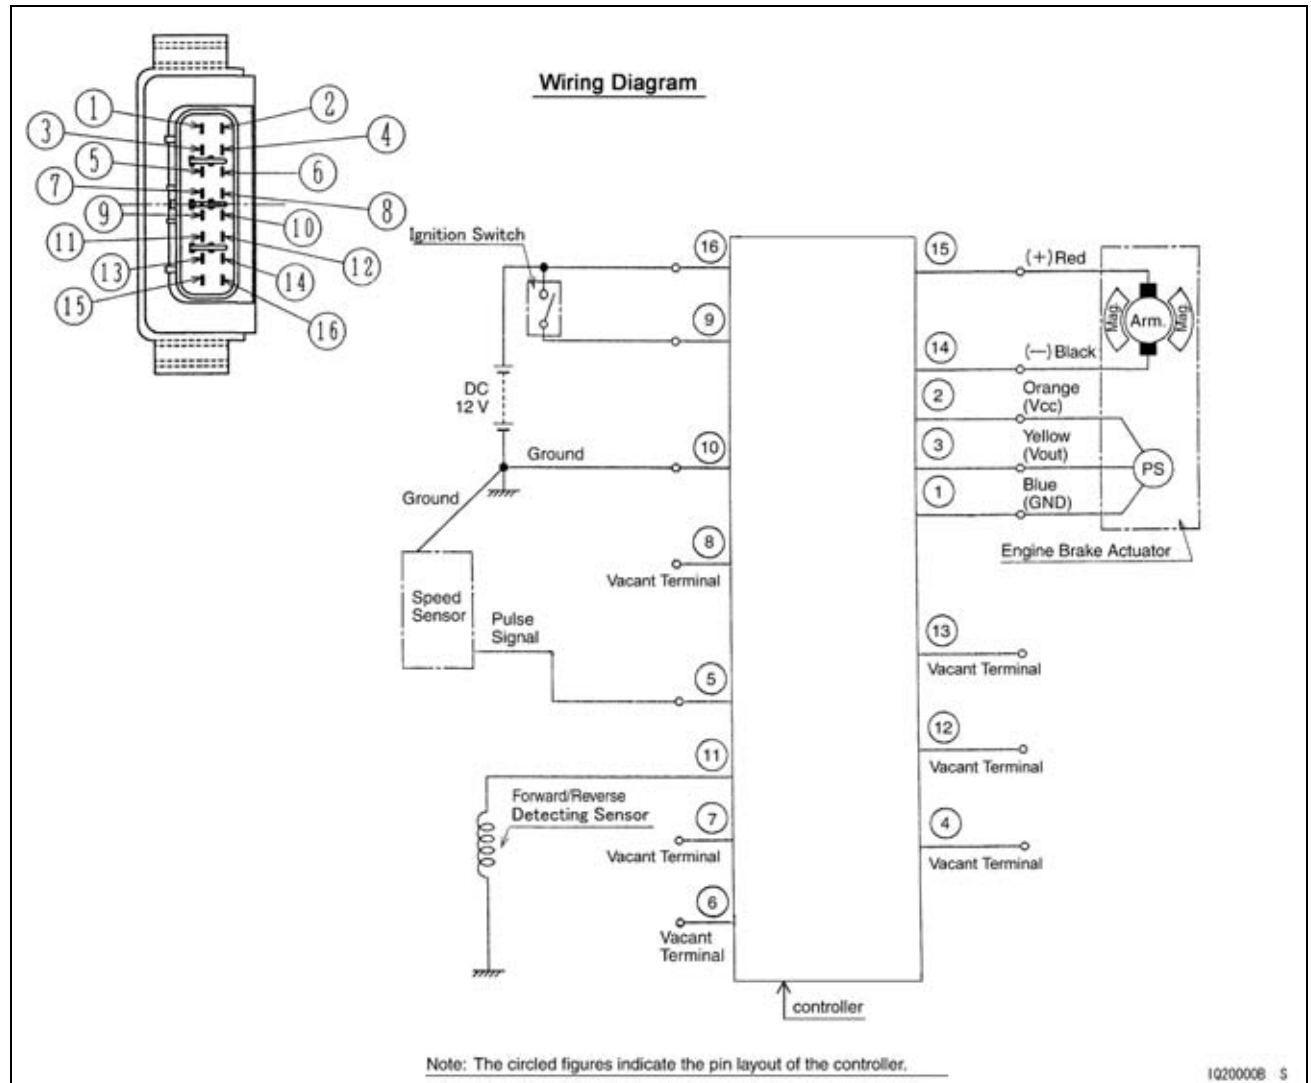 Wiring Diagram
1
2
3
4
5
6
7
8
9
10
11
12
13
14
15
16
Ignition Switch
16
9
DC
12 V
Ground
10
Ground
8
Vacant Terminal
Speed
Sensor
Pulse
Signal
5
11
Forward/Reverse
Detecting Sensor
7
Vacant Terminal
6
Vacant
Terminal
15
(+) Red
Mag.
Arm.
Mag.
14
(—) Black
2
Orange
(Vcc)
3
Yellow
(Vout)
PS
1
Blue
(GND)
Engine Brake Actuator
13
Vacant Terminal
12
Vacant Terminal
4
Vacant Terminal
controller
Note: The circled figures indicate the pin layout of the controller.
IQ20000B S